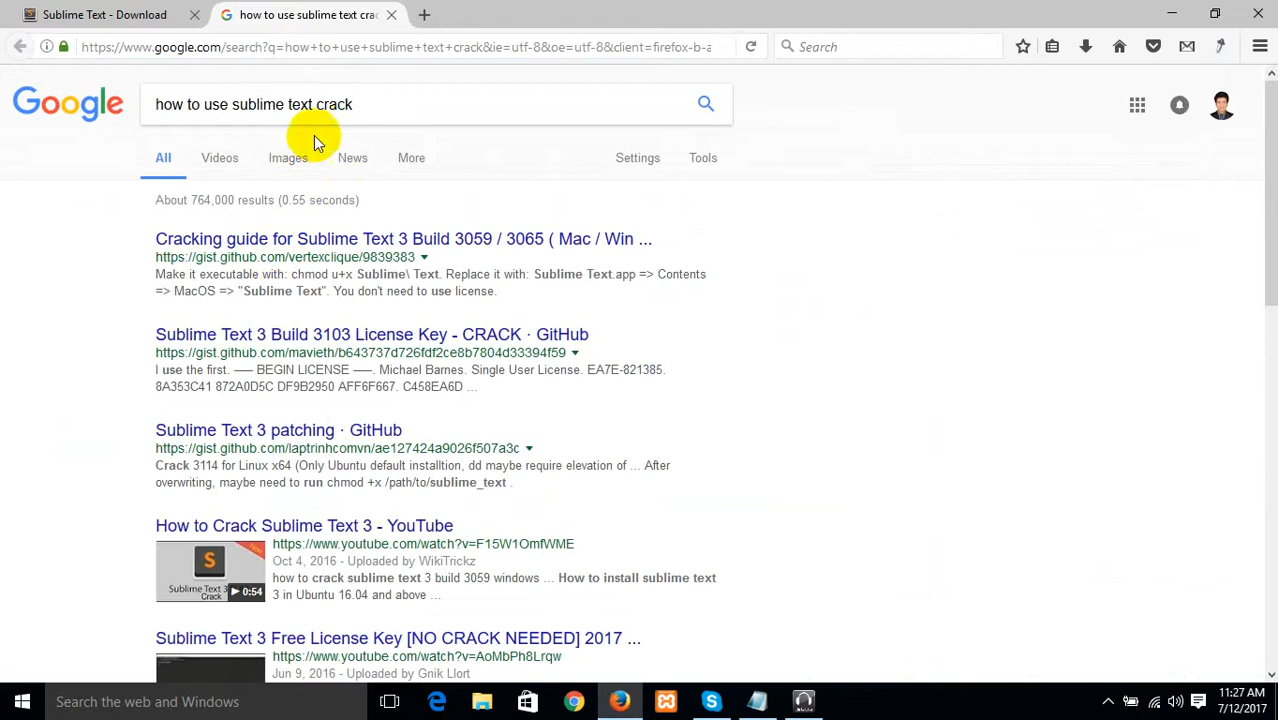 Sublime Text - Download
how to use sublime text crac
https://www.google.com/search?q=how+to+use+sublime+text+crack&ie=utf-8&oe=utf-8&client=firefox-b-a
Search
Google
how to use sublime text crack
All
Videos
Images
News
More
Settings
Tools
About 764,000 results (0.55 seconds)
Cracking guide for Sublime Text 3 Build 3059 / 3065 ( Mac / Win ...
https://gist.github.com/vertexclique/9839383
Make it executable with: chmod u+x Sublime\ Text. Replace it with: Sublime Text.app => Contents
=> MacOS => "Sublime Text". You don't need to use license.
Sublime Text 3 Build 3103 License Key - CRACK · GitHub
https://gist.github.com/mavieth/b643737d726fdf2ce8b7804d33394f59
I use the first. —– BEGIN LICENSE —–. Michael Barnes. Single User License. EA7E-821385.
8A353C41 872A0D5C DF9B2950 AFF6F667. C458EA6D ...
Sublime Text 3 patching · GitHub
https://gist.github.com/laptrinhcomvn/ae127424a9026f507a3c
Crack 3114 for Linux x64 (Only Ubuntu default installtion, dd maybe require elevation of ... After
overwriting, maybe need to run chmod +x /path/to/sublime_text .
How to Crack Sublime Text 3 - YouTube
https://www.youtube.com/watch?v=F15W1OmfWME
Oct 4, 2016 - Uploaded by WikiTrickz
how to crack sublime text 3 build 3059 windows ... How to install sublime text
3 in Ubuntu 16.04 and above ...
Sublime Text 3
Crack
0:54
Sublime Text 3 Free License Key [NO CRACK NEEDED] 2017 ...
https://www.youtube.com/watch?v=AoMbPh8Lrqw
Jun 9, 2016 - Uploaded by Gnik Llort
Search the web and Windows
11:27 AM
7/12/2017